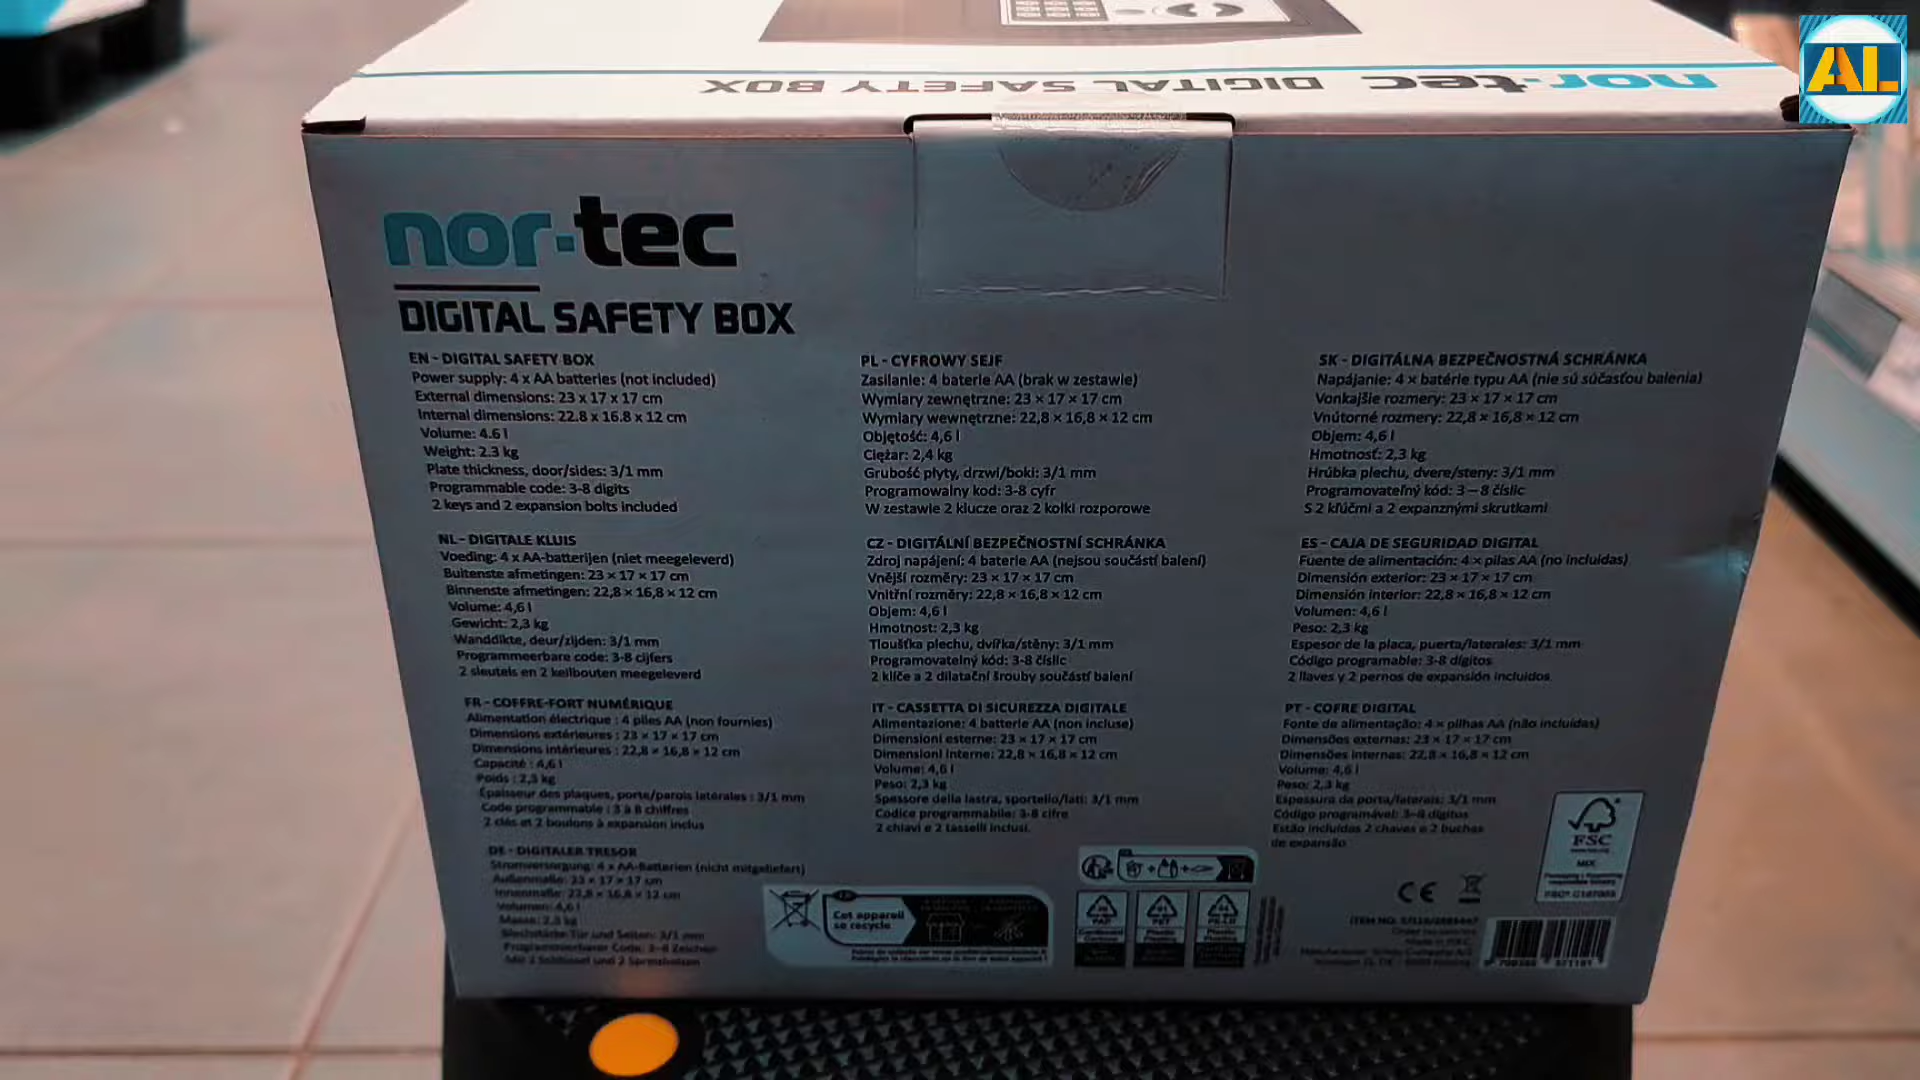 nor-tec DIGITAL SAFETY BOX
AL
nor-tec
DIGITAL SAFETY BOX
EN - DIGITAL SAFETY BOX
Power supply: 4 x AA batteries (not included)
External dimensions: 23 x 17 x 17 cm
Internal dimensions: 22.8 x 16.8 x 12 cm
Volume: 4.6 l
Weight: 2.3 kg
Plate thickness, door/sides: 3/1 mm
Programmable code: 3-8 digits
2 keys and 2 expansion bolts included
NL - DIGITALE KLUIS
Voeding: 4 x AA-batterijen (niet meegeleverd)
Buitenste afmetingen: 23 × 17 × 17 cm
Binnenste afmetingen: 22,8 × 16,8 × 12 cm
Volume: 4,6 l
Gewicht: 2,3 kg
Wanddikte, deur/zijden: 3/1 mm
Programmeerbare code: 3-8 cijfers
2 sleutels en 2 keilbouten meegeleverd
FR - COFFRE-FORT NUMÉRIQUE
Alimentation électrique : 4 piles AA (non fournies)
Dimensions extérieures : 23 × 17 × 17 cm
Dimensions intérieures : 22,8 × 16,8 × 12 cm
Capacité : 4,6 l
Poids : 2,3 kg
Épaisseur des plaques, porte/parois latérales : 3/1 mm
Code programmable : 3 à 8 chiffres
2 clés et 2 boulons à expansion inclus
DE - DIGITALER TRESOR
Stromversorgung: 4 x AA-Batterien (nicht mitgeliefert)
Außenmaße: 23 × 17 × 17 cm
Innenmaße: 22,8 × 16,8 × 12 cm
Volumen: 4,6 l
Masse: 2,3 kg
Blechstärke Tür und Seiten: 3/1 mm
Programmierbarer Code: 3-8 Zeichen
Mit 2 Schlüssel und 2 Spreizbolzen
PL - CYFROWY SEJF
Zasilanie: 4 baterie AA (brak w zestawie)
Wymiary zewnętrzne: 23 × 17 × 17 cm
Wymiary wewnętrzne: 22,8 × 16,8 × 12 cm
Objętość: 4,6 l
Ciężar: 2,4 kg
Grubość płyty, drzwi/boki: 3/1 mm
Programowalny kod: 3-8 cyfr
W zestawie 2 klucze oraz 2 kołki rozporowe
CZ - DIGITÁLNÍ BEZPEČNOSTNÍ SCHRÁNKA
Zdroj napájení: 4 baterie AA (nejsou součástí balení)
Vnější rozměry: 23 × 17 × 17 cm
Vnitřní rozměry: 22,8 × 16,8 × 12 cm
Objem: 4,6 l
Hmotnost: 2,3 kg
Tloušťka plechu, dvířka/stěny: 3/1 mm
Programovatelný kód: 3-8 číslic
2 klíče a 2 dilatační šrouby součástí balení
IT - CASSETTA DI SICUREZZA DIGITALE
Alimentazione: 4 batterie AA (non incluse)
Dimensioni esterne: 23 × 17 × 17 cm
Dimensioni interne: 22,8 × 16,8 × 12 cm
Volume: 4,6 l
Peso: 2,3 kg
Spessore della lastra, sportello/lati: 3/1 mm
Codice programmabile: 3-8 cifre
2 chiavi e 2 tasselli inclusi.
SK - DIGITÁLNA BEZPEČNOSTNÁ SCHRÁNKA
Napájanie: 4 × batérie typu AA (nie sú súčasťou balenia)
Vonkajšie rozmery: 23 × 17 × 17 cm
Vnútorné rozmery: 22,8 × 16,8 × 12 cm
Objem: 4,6 l
Hmotnosť: 2,3 kg
Hrúbka plechu, dvere/steny: 3/1 mm
Programovateľný kód: 3 – 8 číslic
S 2 kľúčmi a 2 expanznými skrutkami
ES - CAJA DE SEGURIDAD DIGITAL
Fuente de alimentación: 4 × pilas AA (no incluidas)
Dimensión exterior: 23 × 17 × 17 cm
Dimensión interior: 22,8 × 16,8 × 12 cm
Volumen: 4,6 l
Peso: 2,3 kg
Espesor de la placa, puerta/laterales: 3/1 mm
Código programable: 3-8 dígitos
2 llaves y 2 pernos de expansión incluidos
PT - COFRE DIGITAL
Fonte de alimentação: 4 × pilhas AA (não incluídas)
Dimensões externas: 23 × 17 × 17 cm
Dimensões internas: 22,8 × 16,8 × 12 cm
Volume: 4,6 l
Peso: 2,3 kg
Espessura da porta/laterais: 3/1 mm
Código programável: 3-8 dígitos
Estão incluídas 2 chaves e 2 buchas
de expansão
Cet appareil
se recycle
PAP
PET
FSC
MIX
CE
ITEM NO.